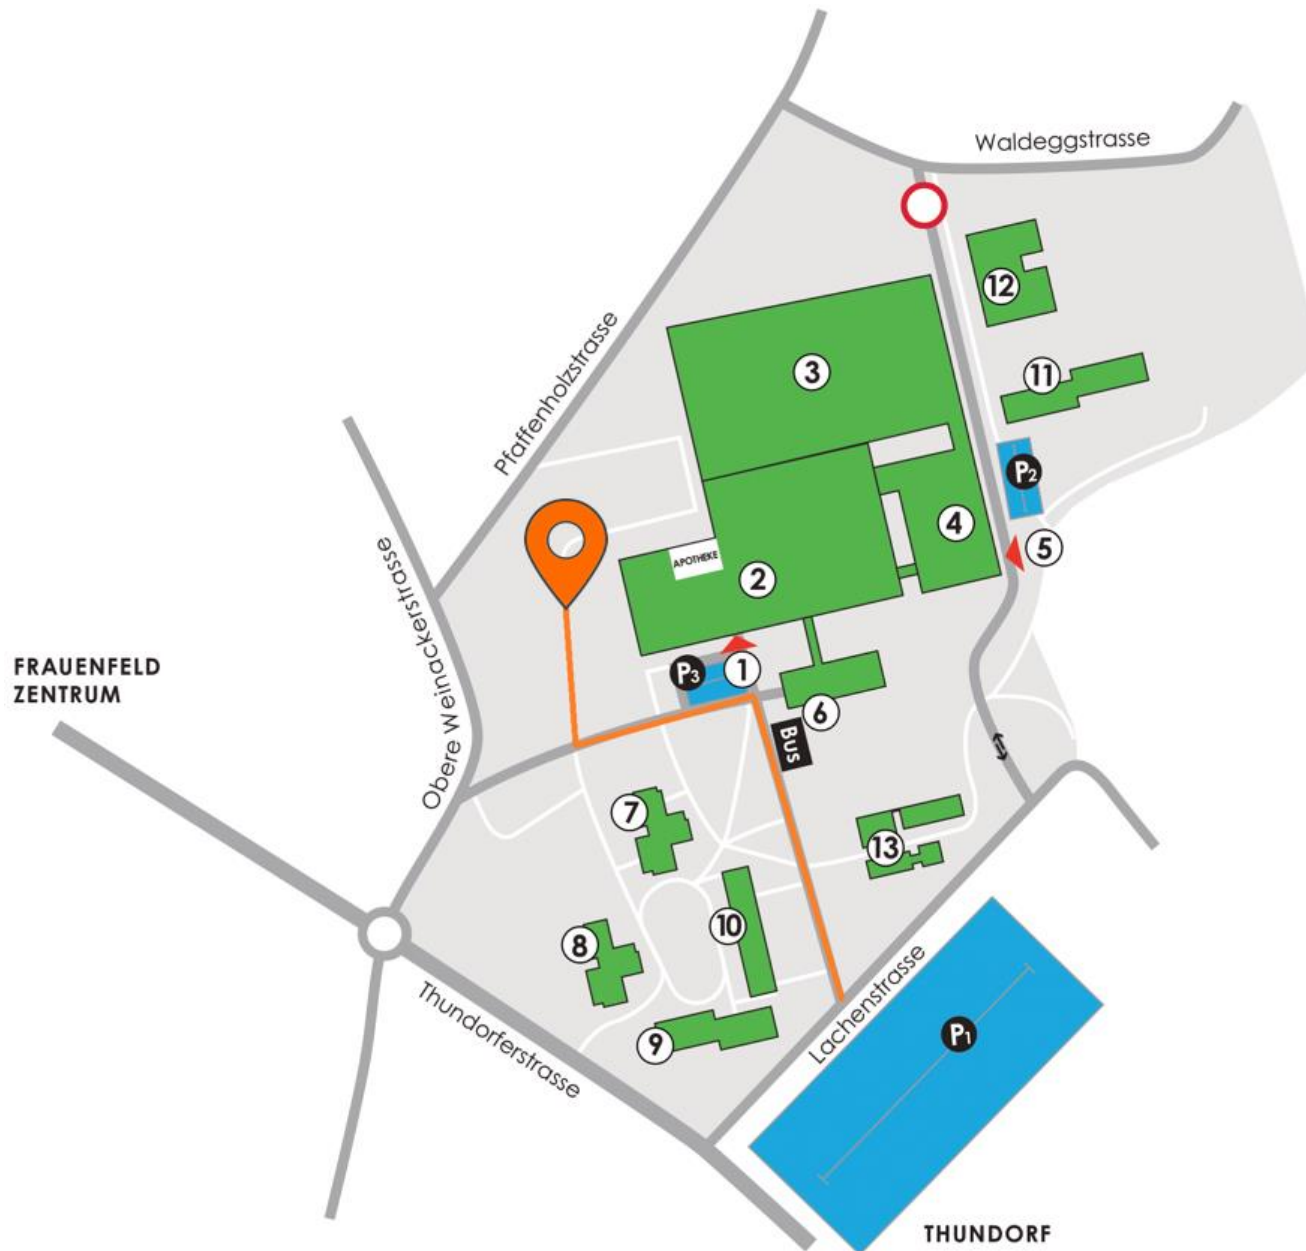 Waldeggstrasse
12
Pfaffenholzstrasse
3
11
P2
4
5
APOTHEKE
2
Obere Weinackerstrasse
FRAUENFELD
ZENTRUM
P3
1
6
Bus
7
13
8
10
9
Lachenstrasse
Thundorferstrasse
P1
THUNDORF